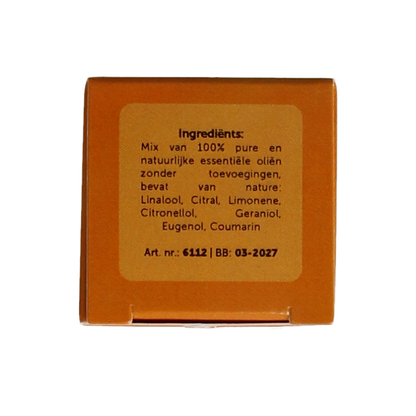 Ingrediënts:
Mix van 100% pure en
natuurlijke essentiële oliën
zonder toevoegingen,
bevat van nature:
Linalool, Citral, Limonene,
Citronellol, Geraniol,
Eugenol, Coumarin
Art. nr.: 6112 | BB: 03-2027